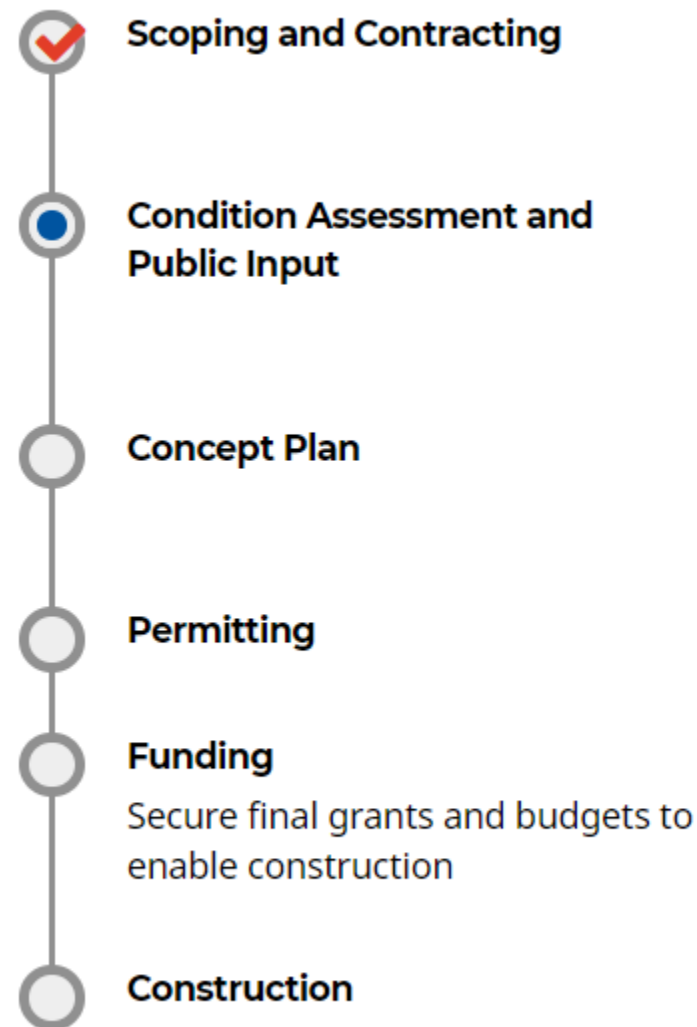 Scoping and Contracting
Condition Assessment and
Public Input
Concept Plan
Permitting
Funding
Secure final grants and budgets to
enable construction
Construction